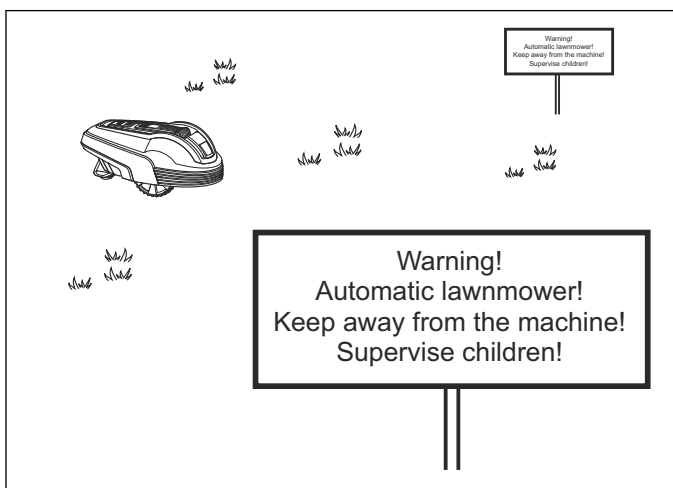 Warning!
Automatic lawnmower!
Keep away from the machine!
Supervise children!
Warning!
Automatic lawnmower!
Keep away from the machine!
Supervise children!